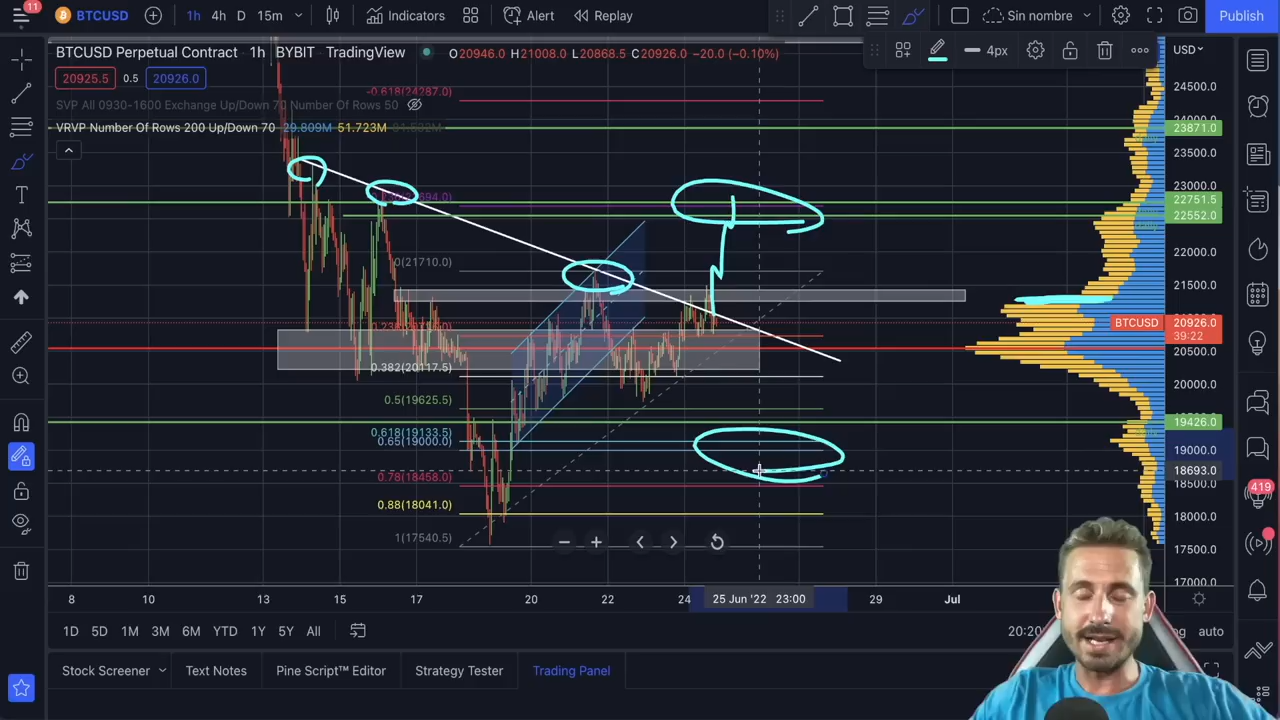 11
BTCUSD
1h 4h D 15m
Indicators
Alert
Replay
Sin nombre
Publish
4px
BTCUSD Perpetual Contract · 1h · BYBIT · TradingView
O20946.0 H21008.0 L20868.5 C20926.0 −20.0 (−0.10%)
USD
20925.5
0.5
20926.0
SVP All 0930-1600 Exchange Up/Down 70 Number Of Rows 50
VRVP Number Of Rows 200 Up/Down 70
51.723M
-0.618(24287.0)
0(21710.0)
0.382(20117.5)
0.5(19625.5)
0.65(19000.0)
0.78(18458.0)
0.88(18041.0)
1(17540.5)
24500.0
23871.0
23500.0
23000.0
22751.5
22552.0
22000.0
21500.0
BTCUSD
20926.0
39:22
20500.0
20000.0
19426.0
19000.0
18693.0
18500.0
18000.0
17500.0
17000.0
419
8 10 13 15 17 20 22 24
25 Jun '22 23:00
29 Jul
1D 5D 1M 3M 6M YTD 1Y 5Y All
auto
Stock Screener
Text Notes
Pine Script™ Editor
Strategy Tester
Trading Panel